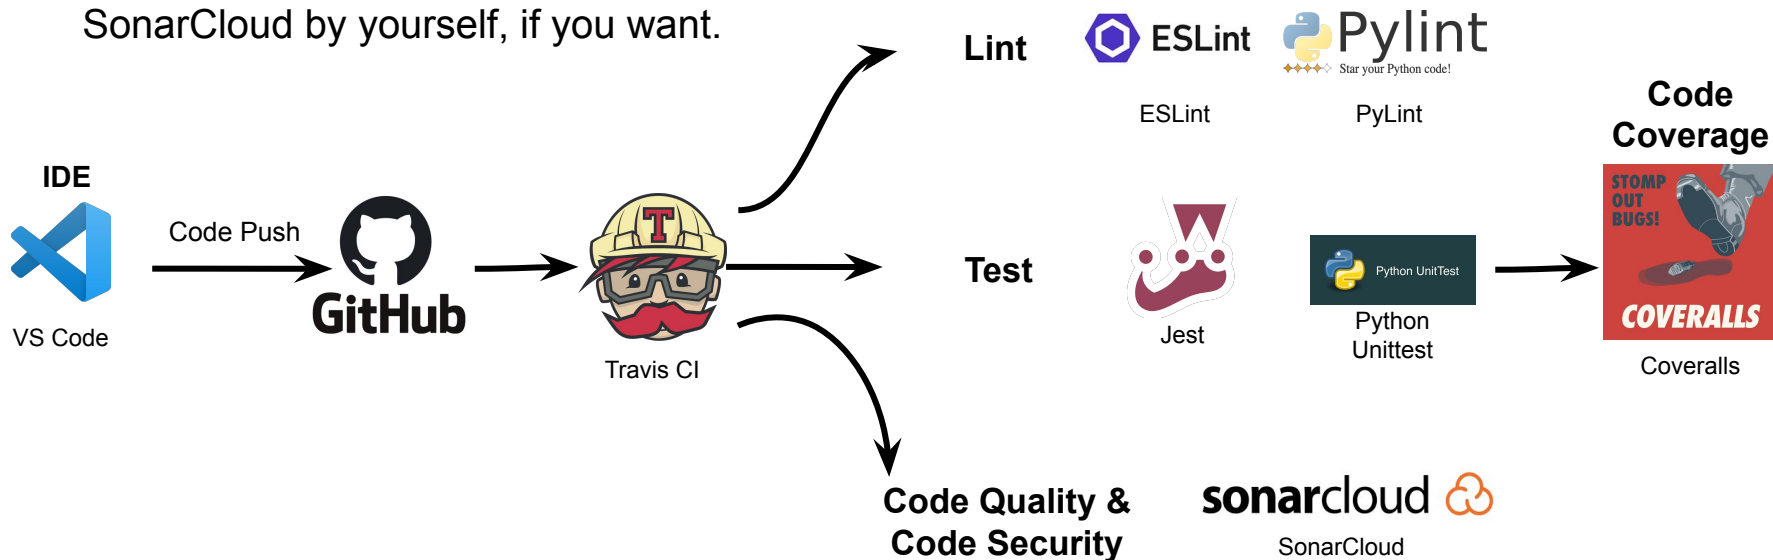 SonarCloud by yourself, if you want.
Lint
ESLint
Pylint
Star your Python code!
ESLint
PyLint
Code
Coverage
IDE
VS Code
Code Push
GitHub
T
Travis CI
Test
Jest
Python UnitTest
Python
Unittest
STOMP
OUT
BUGS!
COVERALLS
Coveralls
Code Quality &
Code Security
sonarcloud
SonarCloud